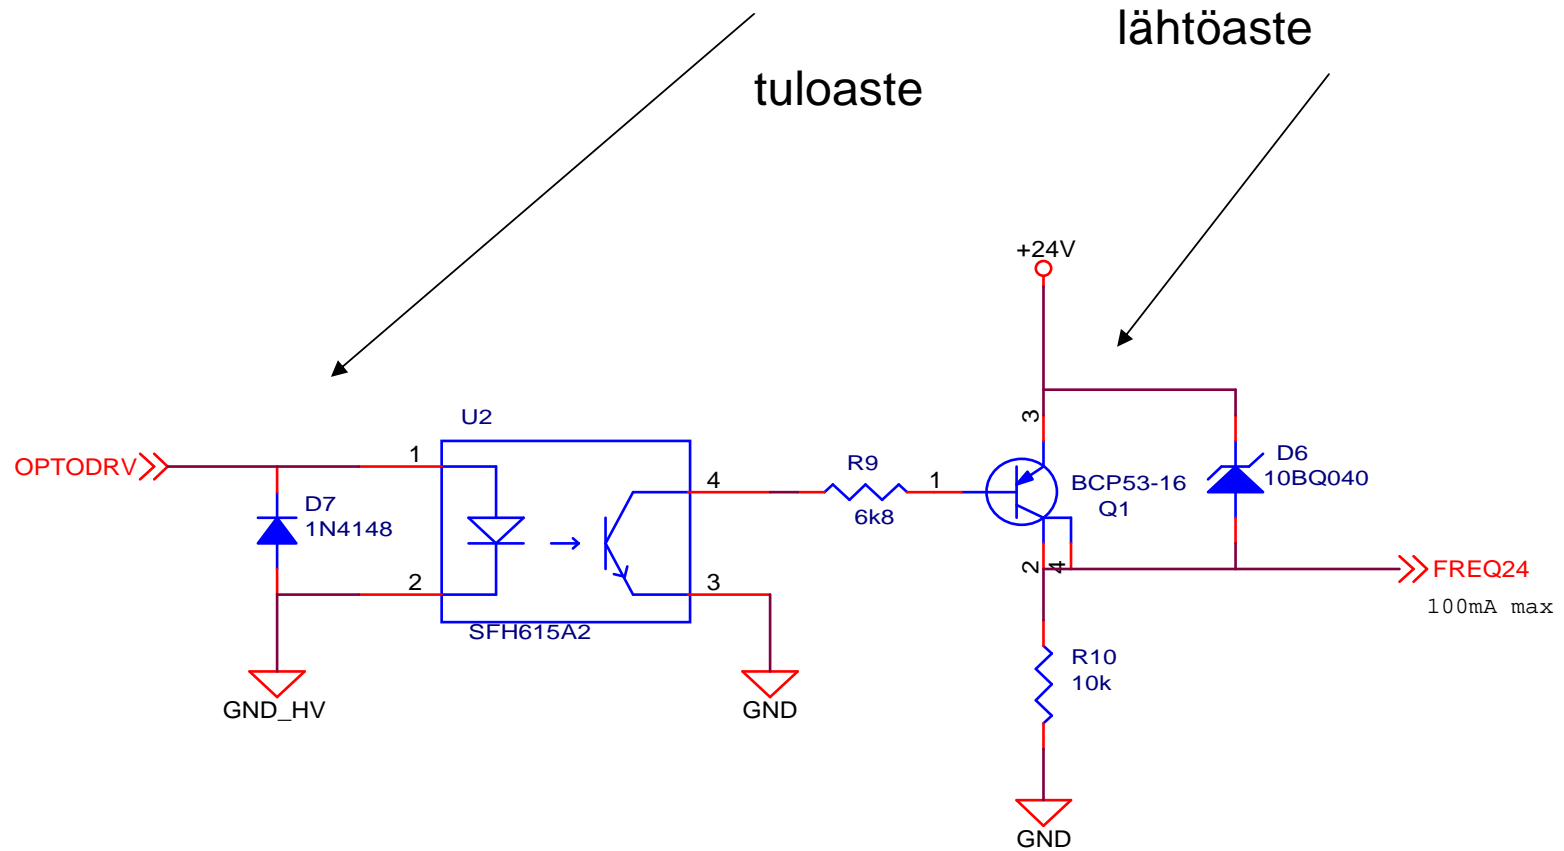 lähtöaste
tuloaste
+24V
U2
3
OPTODRV
1
R9
D6
10BQ040
4
1
BCP53-16
Q1
D7
1N4148
6k8
2
3
2
4
FREQ24
100mA max
SFH615A2
R10
10k
GND_HV
GND
GND